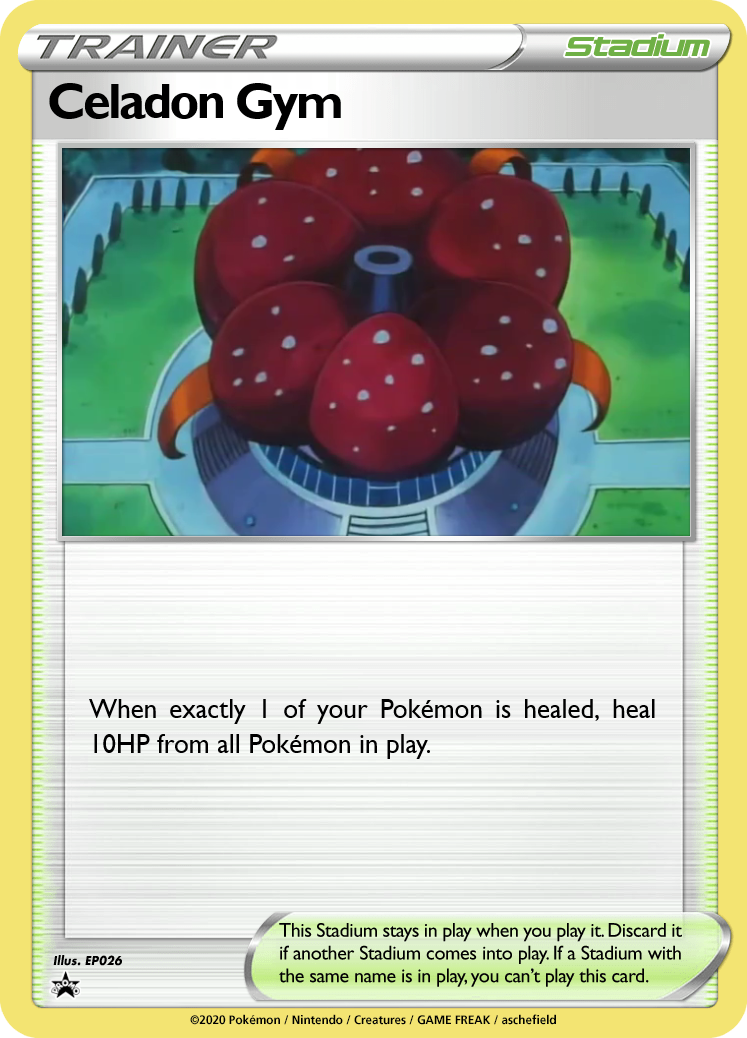 TRAINER
Stadium
Celadon Gym
When exactly 1 of your Pokémon is healed, heal
10HP from all Pokémon in play.
This Stadium stays in play when you play it. Discard it
if another Stadium comes into play. If a Stadium with
the same name is in play, you can't play this card.
Illus. EP026
PROMO
©2020 Pokémon / Nintendo / Creatures / GAME FREAK / aschefield